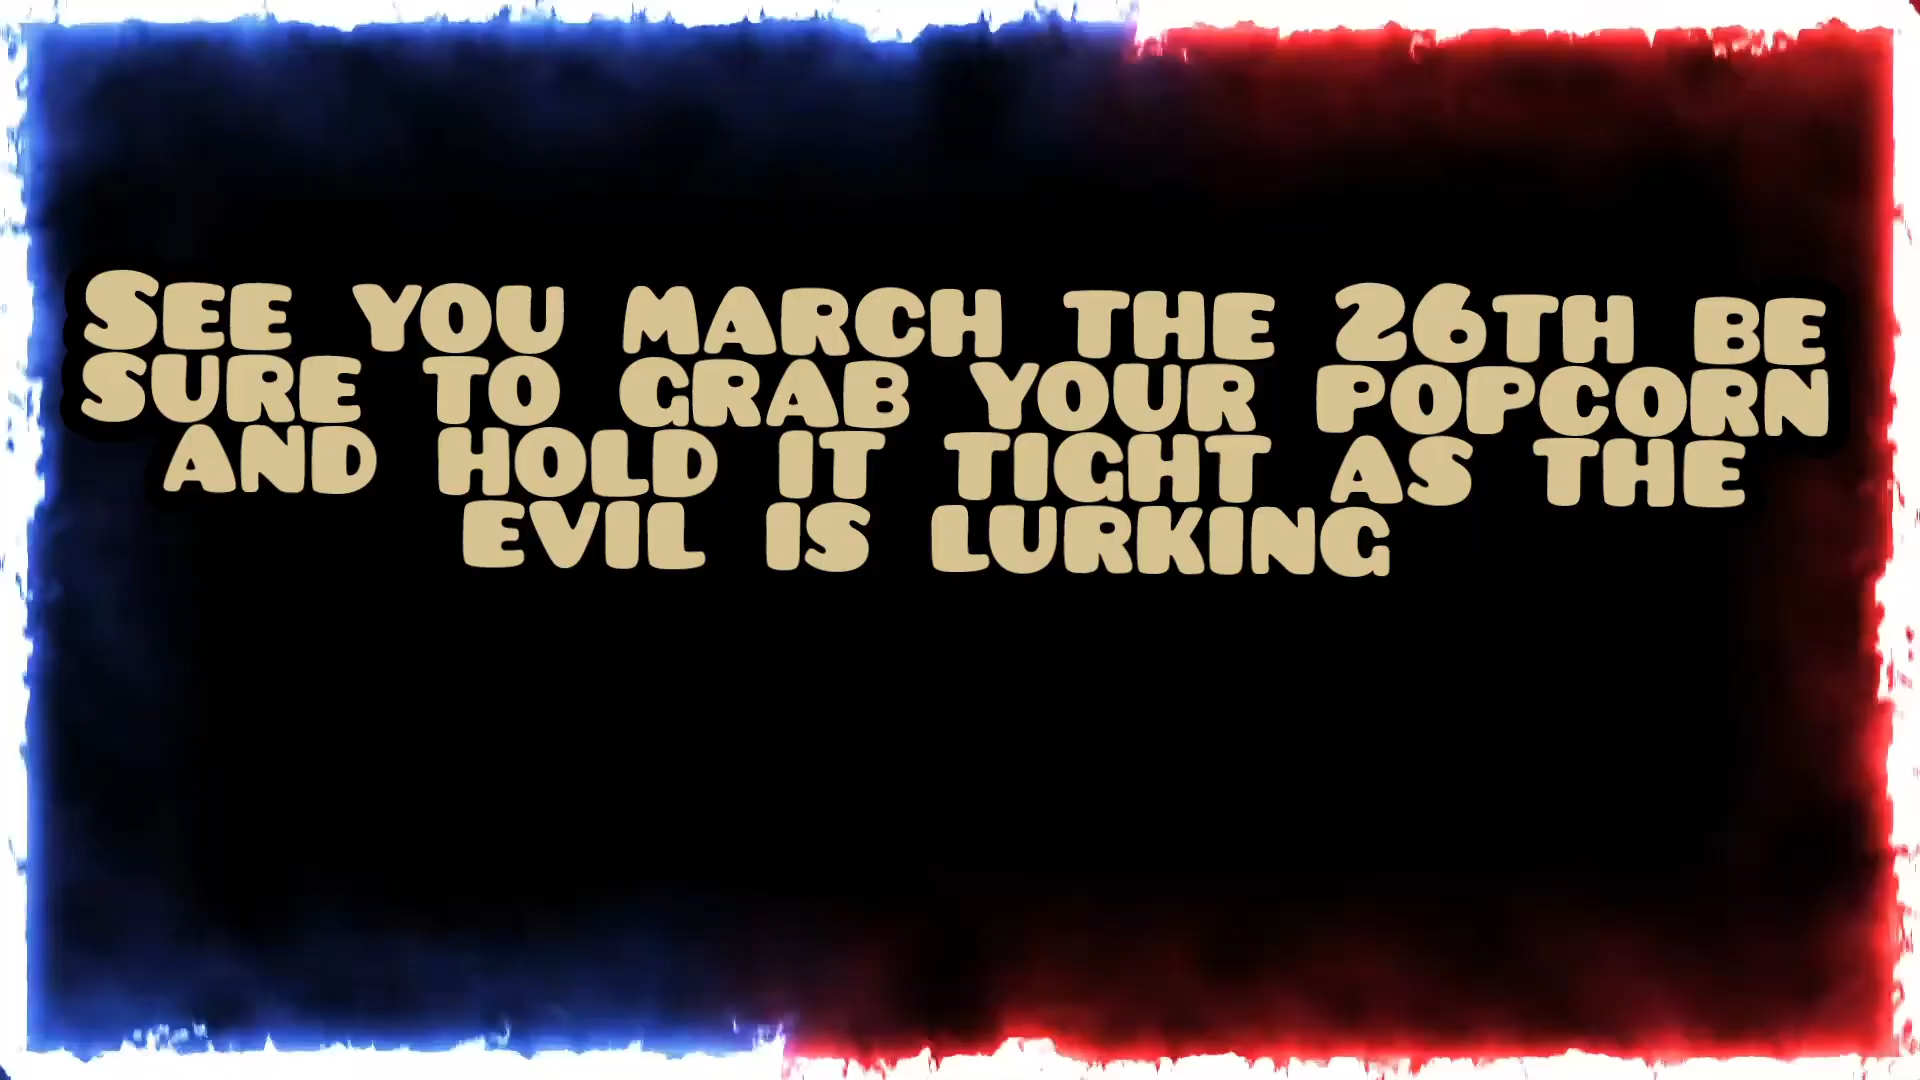 See you march the 26th be
sure to grab your popcorn
and hold it tight as the
evil is lurking